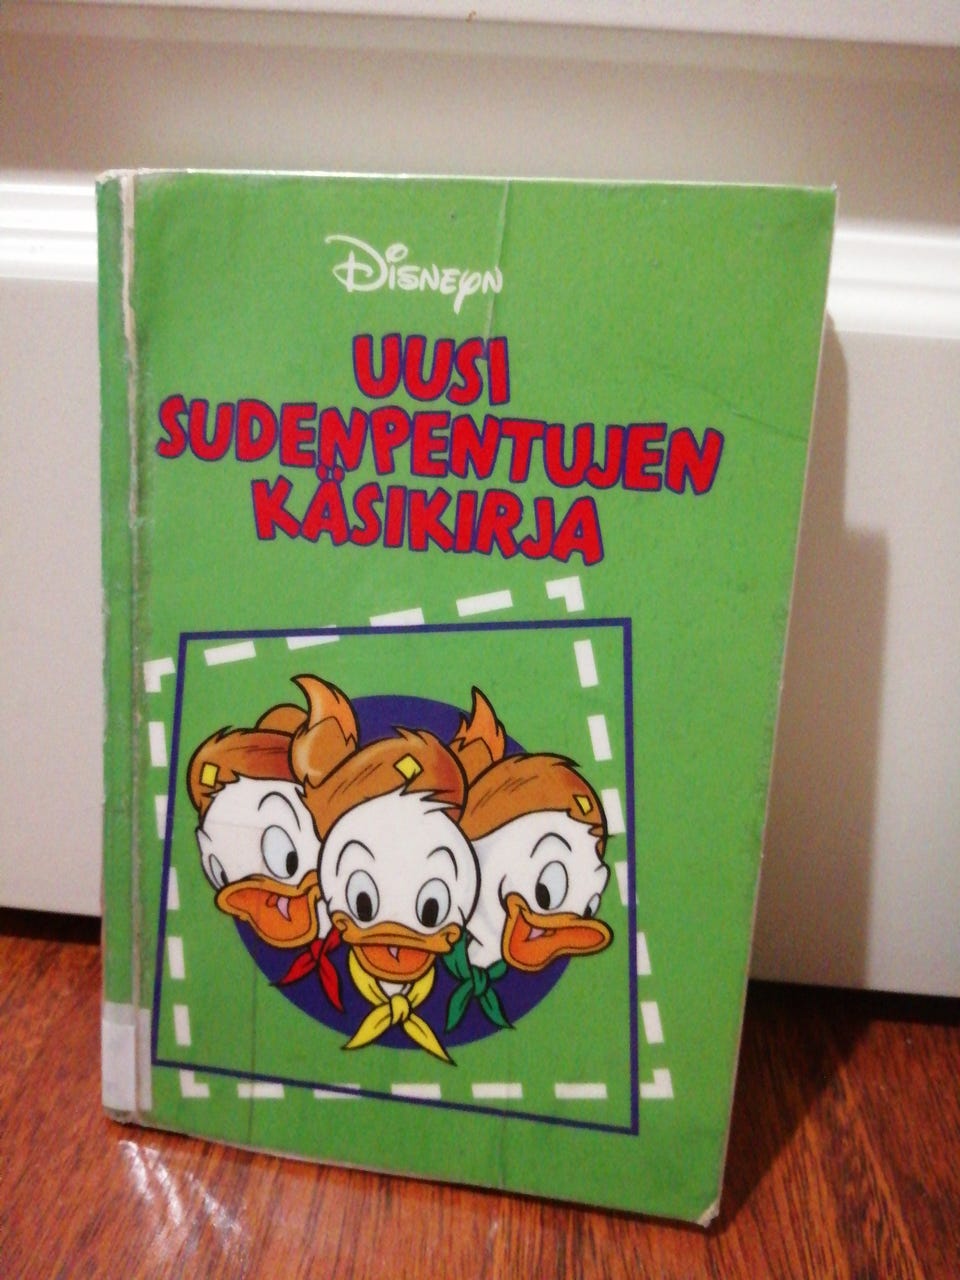 Disneyn
UUSI
SUDENPENTUJEN
KÄSIKIRJA